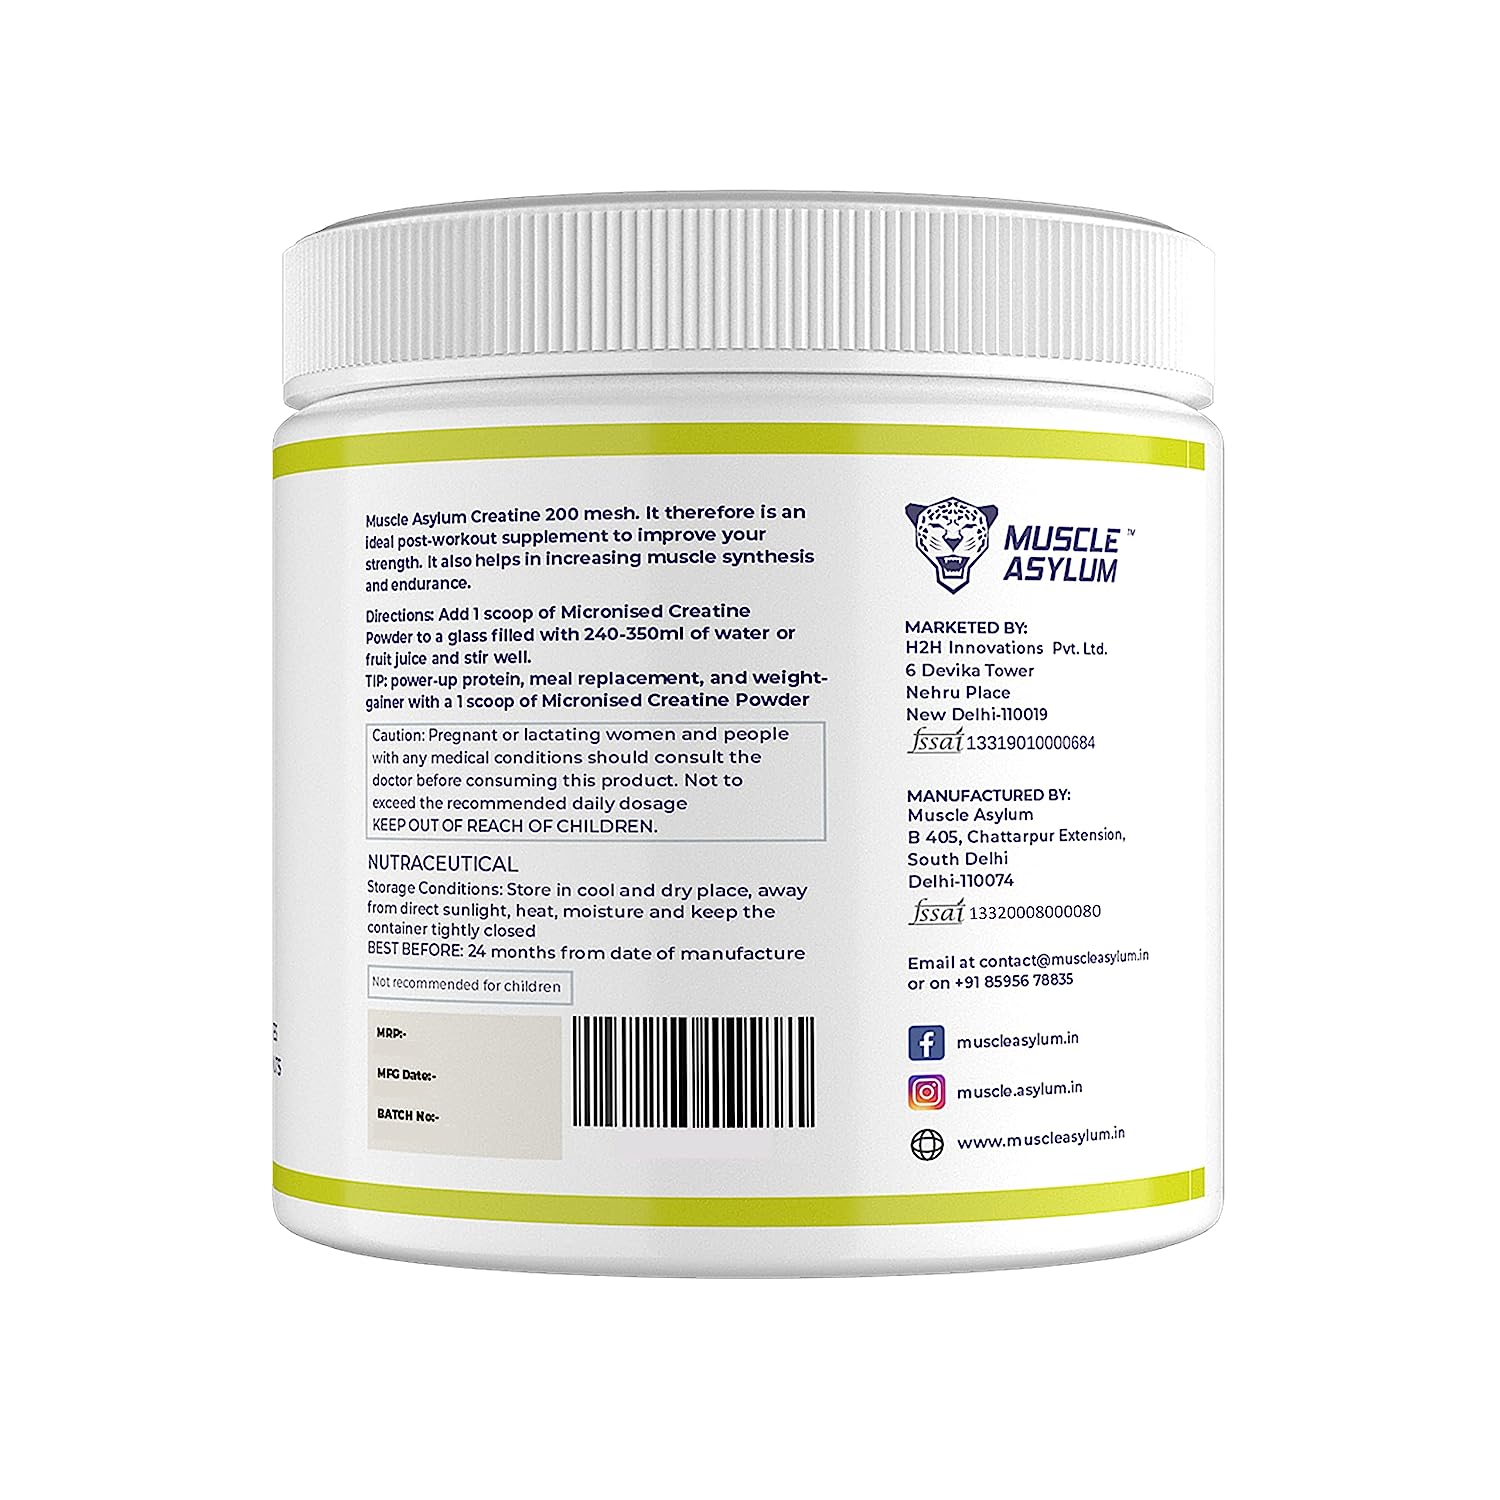 Muscle Asylum Creatine 200 mesh. It therefore is an
ideal post-workout supplement to improve your
strength. It also helps in increasing muscle synthesis
and endurance.
Directions: Add 1 scoop of Micronised Creatine
Powder to a glass filled with 240-350ml of water or
fruit juice and stir well.
TIP: power-up protein, meal replacement, and weight-
gainer with a 1 scoop of Micronised Creatine Powder
Caution: Pregnant or lactating women and people
with any medical conditions should consult the
doctor before consuming this product. Not to
exceed the recommended daily dosage
KEEP OUT OF REACH OF CHILDREN.
NUTRACEUTICAL
Storage Conditions: Store in cool and dry place, away
from direct sunlight, heat, moisture and keep the
container tightly closed
BEST BEFORE: 24 months from date of manufacture
Not recommended for children
MRP:-
MFG Date:-
BATCH No:-
MUSCLE ™
ASYLUM
MARKETED BY:
H2H Innovations Pvt. Ltd.
6 Devika Tower
Nehru Place
New Delhi-110019
fssai 13319010000684
MANUFACTURED BY:
Muscle Asylum
B 405, Chattarpur Extension,
South Delhi
Delhi-110074
fssai 13320008000080
Email at contact@muscleasylum.in
or on +91 85956 78835
muscleasylum.in
muscle.asylum.in
www.muscleasylum.in